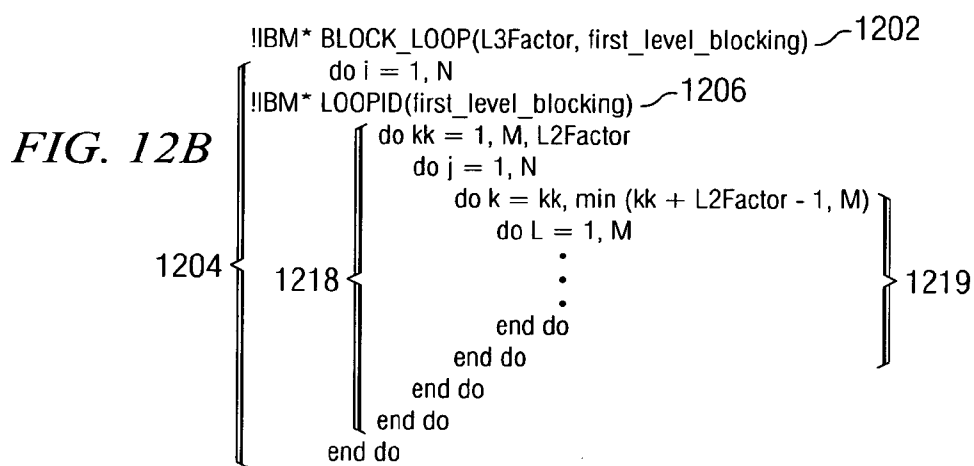 !IBM* BLOCK_LOOP(L3Factor, first_level_blocking) 1202
do i = 1, N
!IBM* LOOPID(first_level_blocking) 1206
FIG. 12B
do kk = 1, M, L2Factor
do j = 1, N
do k = kk, min (kk + L2Factor - 1, M)
do L = 1, M
1204
1218
1219
end do
end do
end do
end do
end do